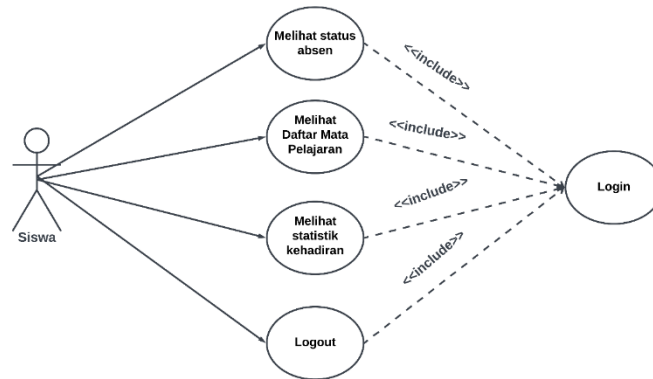 Melihat status
absen
<<include>>
Melihat
Daftar Mata
Pelajaran
<<include>>
Siswa
Login
Melihat
statistik
kehadiran
<<include>>
Logout
<<include>>